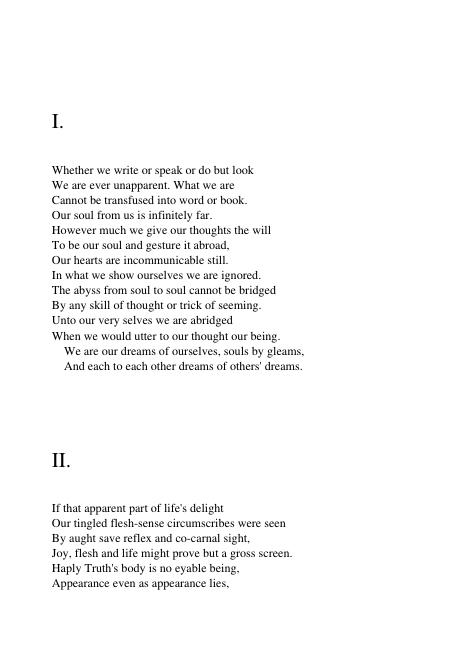 I.
Whether we write or speak or do but look
We are ever unapparent. What we are
Cannot be transfused into word or book.
Our soul from us is infinitely far.
However much we give our thoughts the will
To be our soul and gesture it abroad,
Our hearts are incommunicable still.
In what we show ourselves we are ignored.
The abyss from soul to soul cannot be bridged
By any skill of thought or trick of seeming.
Unto our very selves we are abridged
When we would utter to our thought our being.
We are our dreams of ourselves, souls by gleams,
And each to each other dreams of others' dreams.
II.
If that apparent part of life's delight
Our tingled flesh-sense circumscribes were seen
By aught save reflex and co-carnal sight,
Joy, flesh and life might prove but a gross screen.
Haply Truth's body is no eyable being,
Appearance even as appearance lies,